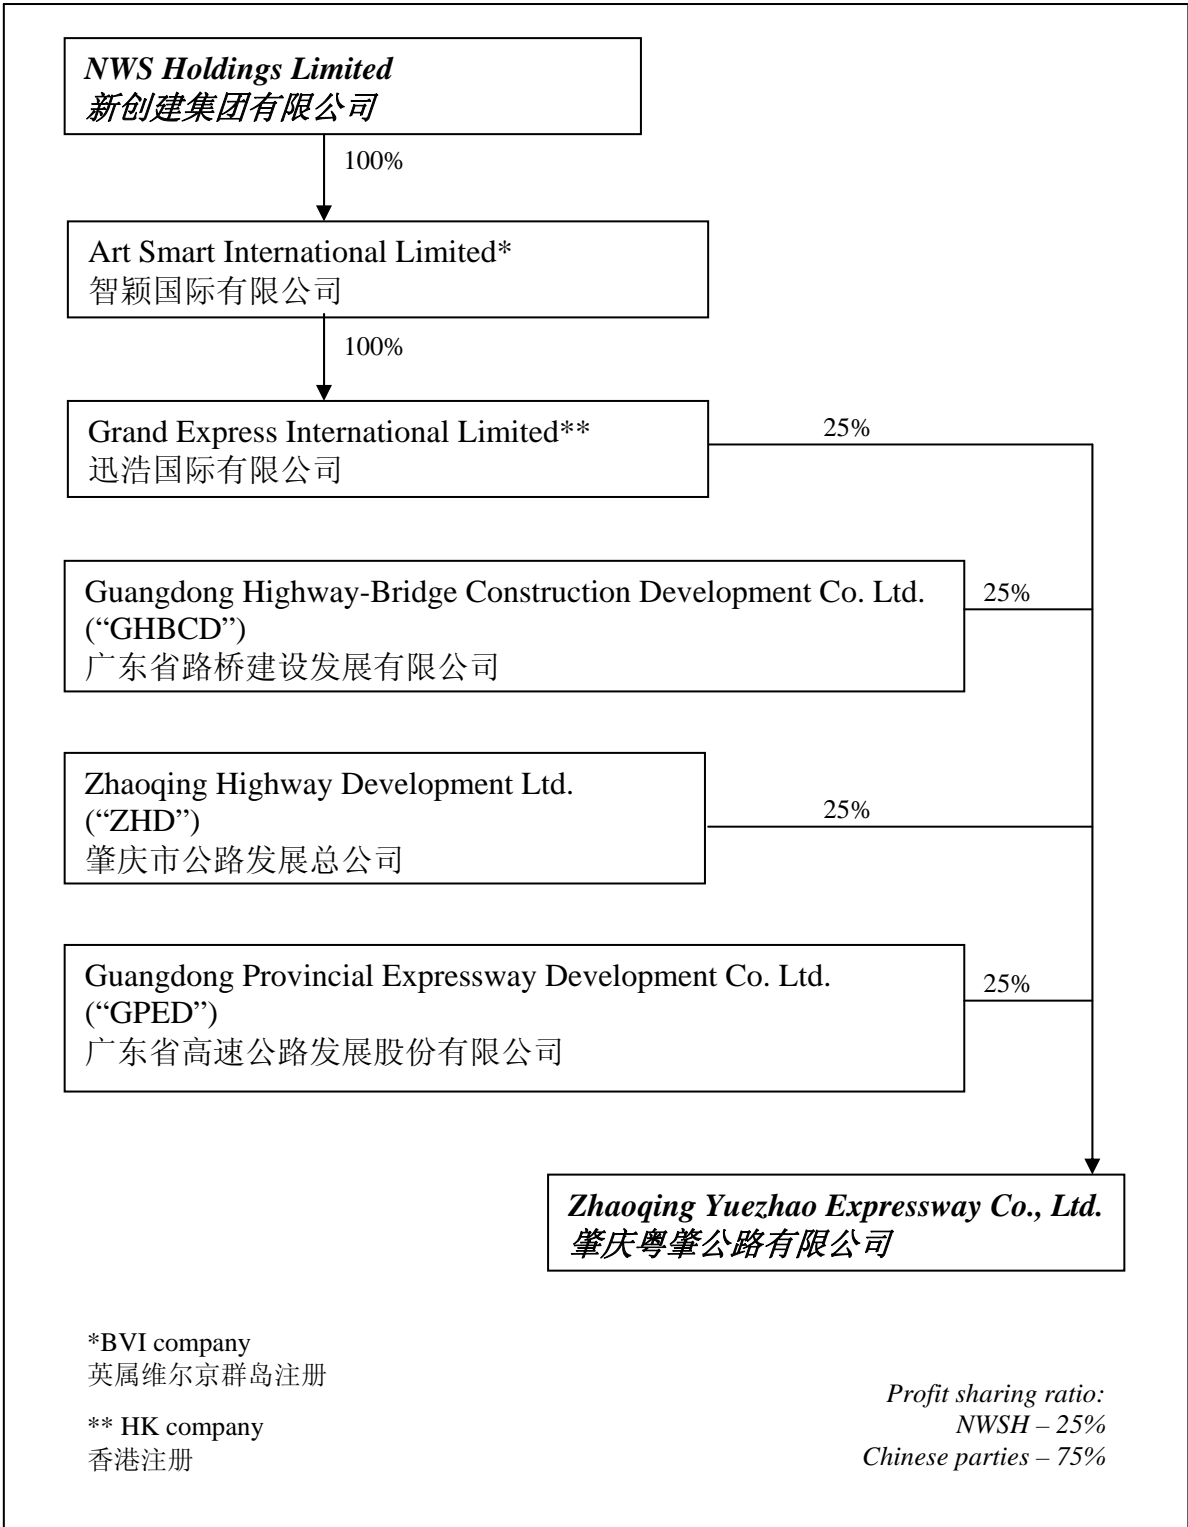 NWS Holdings Limited
新创建集团有限公司
100%
Art Smart International Limited*
智颖国际有限公司
100%
Grand Express International Limited**
迅浩国际有限公司
25%
Guangdong Highway-Bridge Construction Development Co. Ltd.
(“GHBCD”)
广东省路桥建设发展有限公司
25%
Zhaoqing Highway Development Ltd.
(“ZHD”)
肇庆市公路发展总公司
25%
Guangdong Provincial Expressway Development Co. Ltd.
(“GPED”)
广东省高速公路发展股份有限公司
25%
Zhaoqing Yuezhao Expressway Co., Ltd.
肇庆粤肇公路有限公司
*BVI company
英属维尔京群岛注册
** HK company
香港注册
Profit sharing ratio:
NWSH – 25%
Chinese parties – 75%